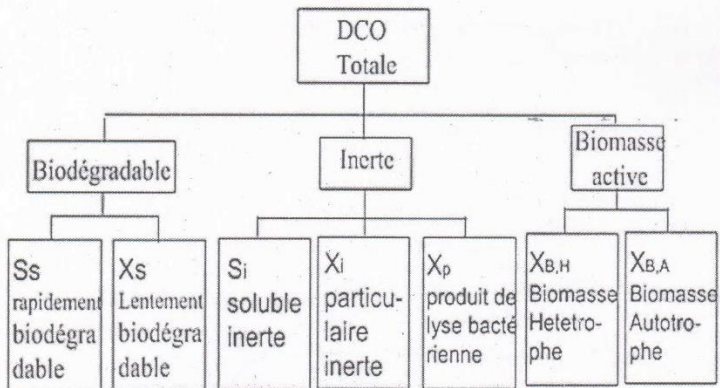 DCO
Totale
Biodégradable
Inerte
Biomasse
active
Ss
rapidement
biodégra
dable
Xs
Lentement
biodégra
dable
Si
soluble
inerte
Xi
particu-
laire
inerte
Xp
produit de
lyse bacté
rienne
XB,H
Biomasse
Hetetro-
phe
XB,A
Biomasse
Autotro-
phe